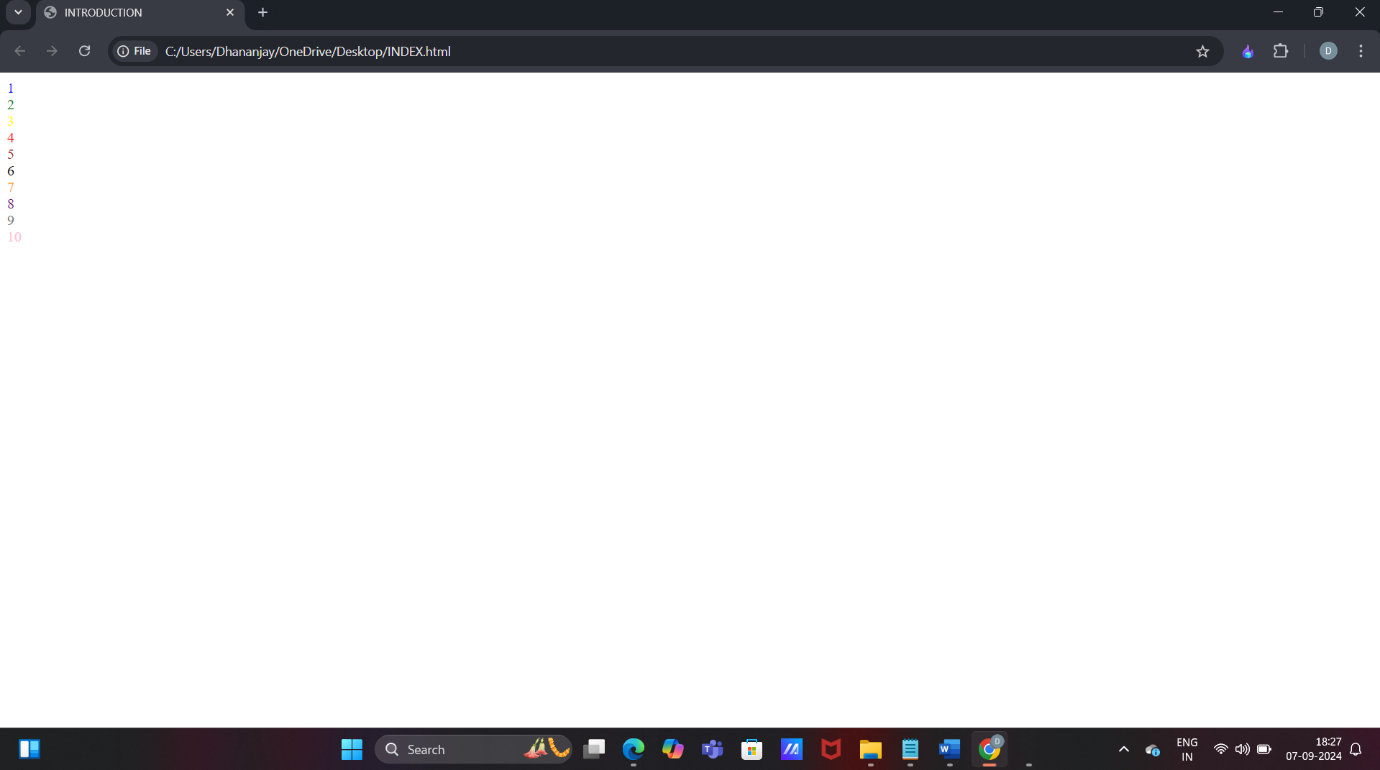 INTRODUCTION
File C:/Users/Dhananjay/OneDrive/Desktop/INDEX.html
D
1
2
3
4
5
6
7
8
9
10
Search
ENG
IN
18:27
07-09-2024